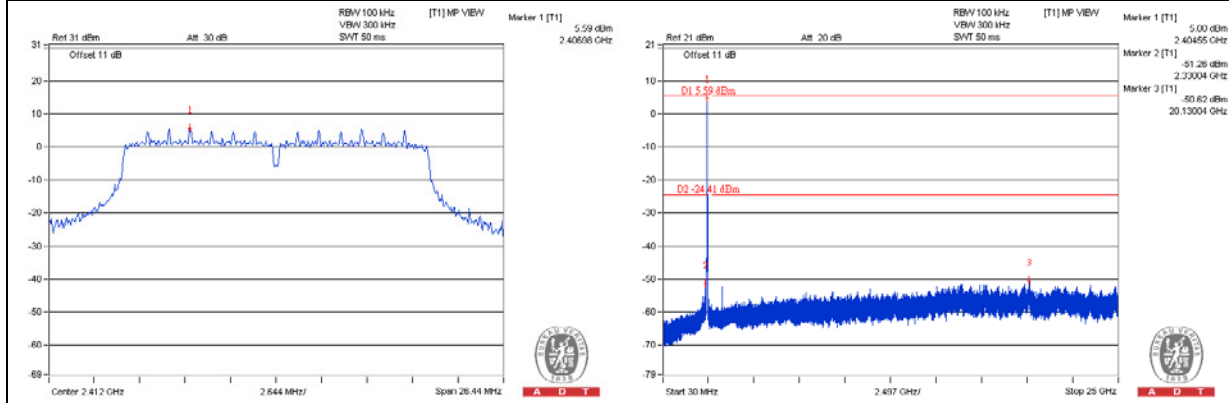 RBW 100 kHz [T1] MP VIEW
VBW 300 kHz
SWT 50 ms
Ref 31 dBm Att 30 dB
Marker 1 [T1]
5.59 dBm
2.40698 GHz
31
Offset 11 dB
20
10
1
0
-10
-20
-30
-40
-50
-60
-69
Center 2.412 GHz 2.644 MHz/ Span 26.44 MHz
BUREAU VERITAS
1828
A D T
RBW 100 kHz [T1] MP VIEW
VBW 300 kHz
SWT 50 ms
Ref 21 dBm Att 20 dB
Marker 1 [T1]
5.00 dBm
2.40455 GHz
Marker 2 [T1]
-51.26 dBm
2.33004 GHz
Marker 3 [T1]
-50.62 dBm
20.13004 GHz
21
Offset 11 dB
10
1
D1 5.59 dBm
0
-10
-20
D2 -24.41 dBm
-30
-40
2
3
-50
-60
-70
-79
Start 30 MHz 2.497 GHz/ Stop 25 GHz
BUREAU VERITAS
1828
A D T